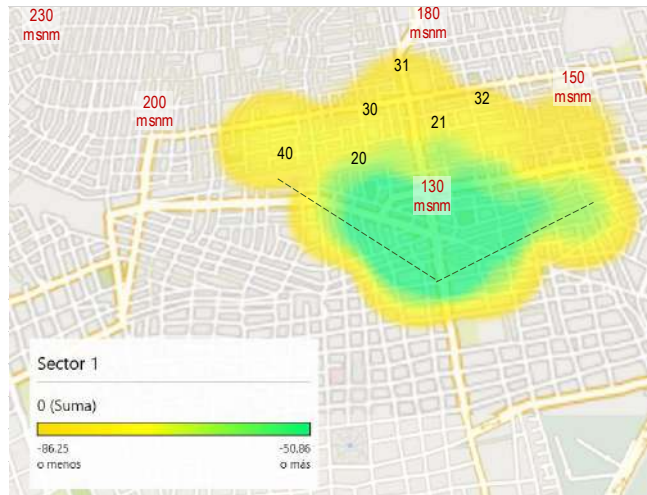 230
msnm
180
msnm
31
150
msnm
200
msnm
30
32
21
40
20
130
msnm
Sector 1
0 (Suma)
-86.25
o menos
-50.86
o más